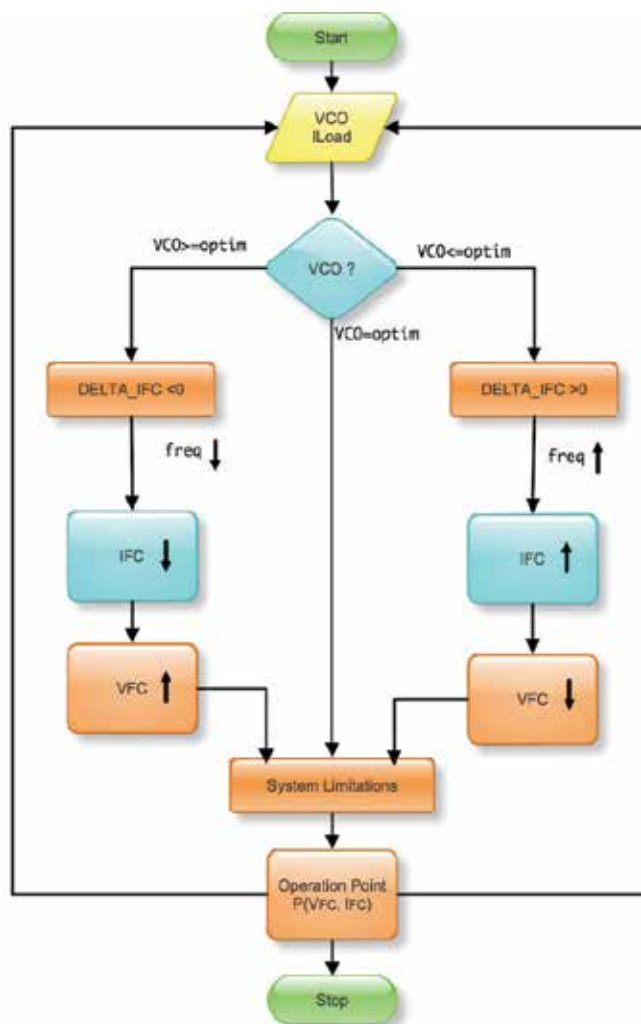 Start
VCO
ILoad
VCO>=optim
VCO ?
VCO<=optim
VCO=optim
DELTA_IFC <0
DELTA_IFC >0
freq ↓
freq ↑
IFC ↓
IFC ↑
VFC ↑
VFC ↓
System Limitations
Operation Point
P(VFC, IFC)
Stop